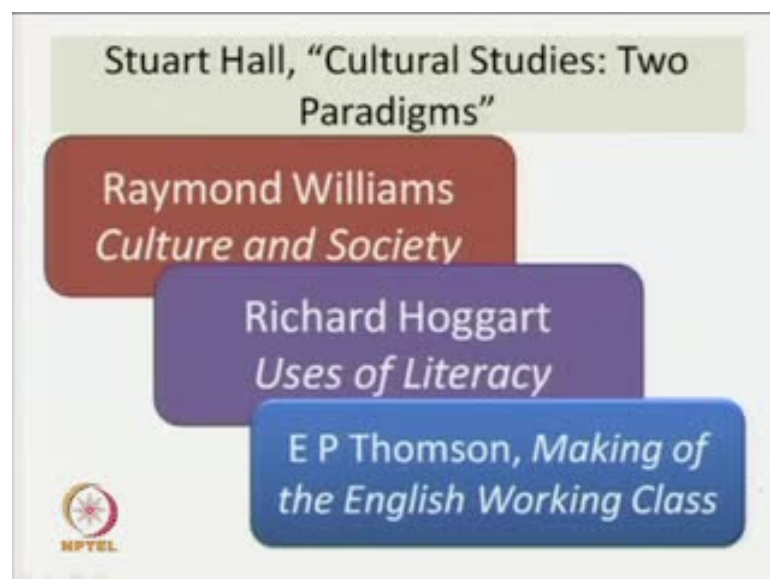 Stuart Hall, “Cultural Studies: Two
Paradigms”
Raymond Williams
Culture and Society
Richard Hoggart
Uses of Literacy
E P Thomson, Making of
the English Working Class
NPTEL